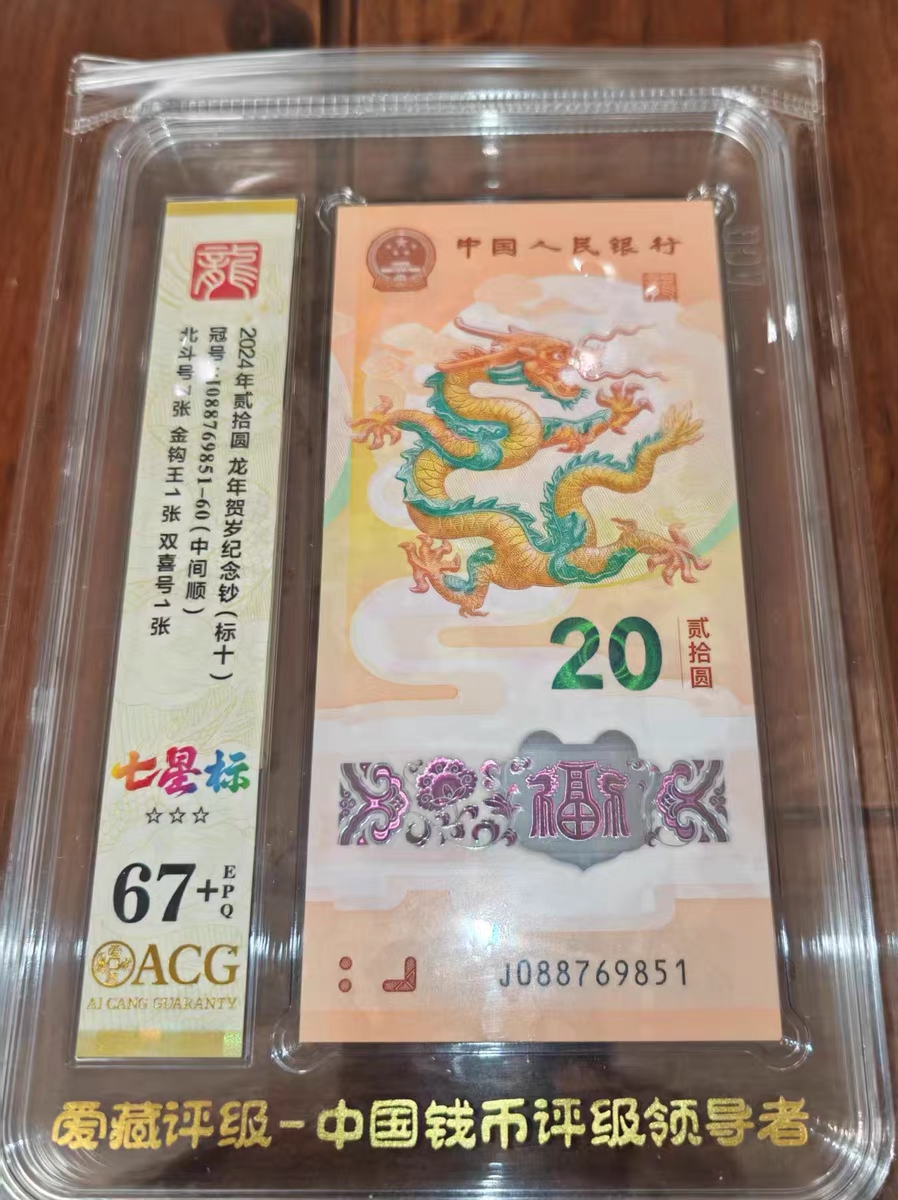 龍
2024年贰拾圆 龙年贺岁纪念钞(标十)
冠号:J088769851-60(中间顺)
北斗号7张 金钩王1张 双喜号1张
七星标
☆☆☆
67+ EPQ
ACG
AI CANG GUARANTY
中国人民银行
20
贰拾圆
福
J088769851
爱藏评级-中国钱币评级领导者